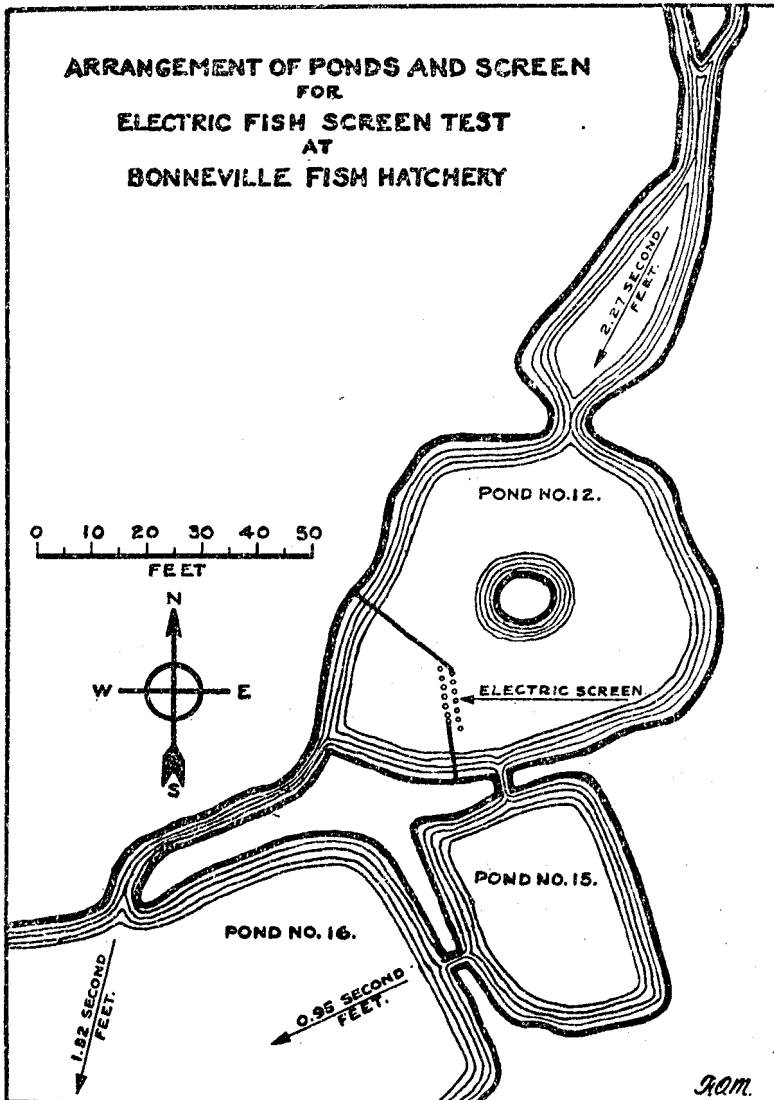 ARRANGEMENT OF PONDS AND SCREEN
FOR
ELECTRIC FISH SCREEN TEST
AT
BONNEVILLE FISH HATCHERY
2.27 SECOND
FEET.
POND NO.12.
0 10 20 30 40 50
FEET
N
W E
S
ELECTRIC SCREEN
POND NO.15.
POND NO.16.
1.82 SECOND
FEET.
0.95 SECOND
FEET.
F.O.M.